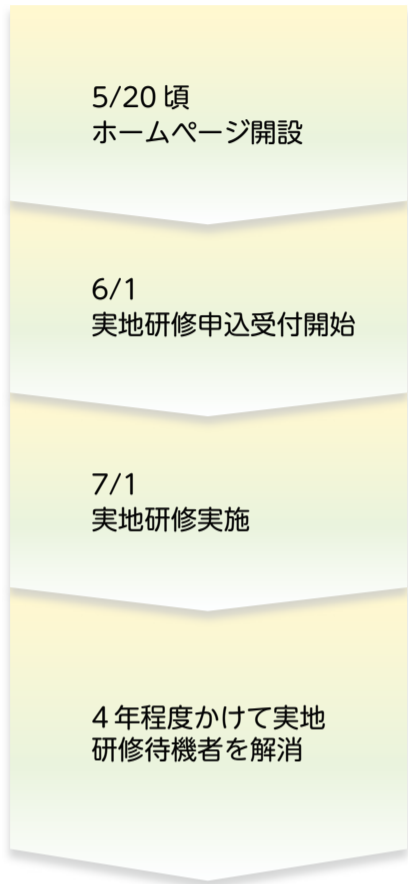 5/20 頃
ホームページ開設
6/1
実地研修申込受付開始
7/1
実地研修実施
4 年程度かけて実地
研修待機者を解消